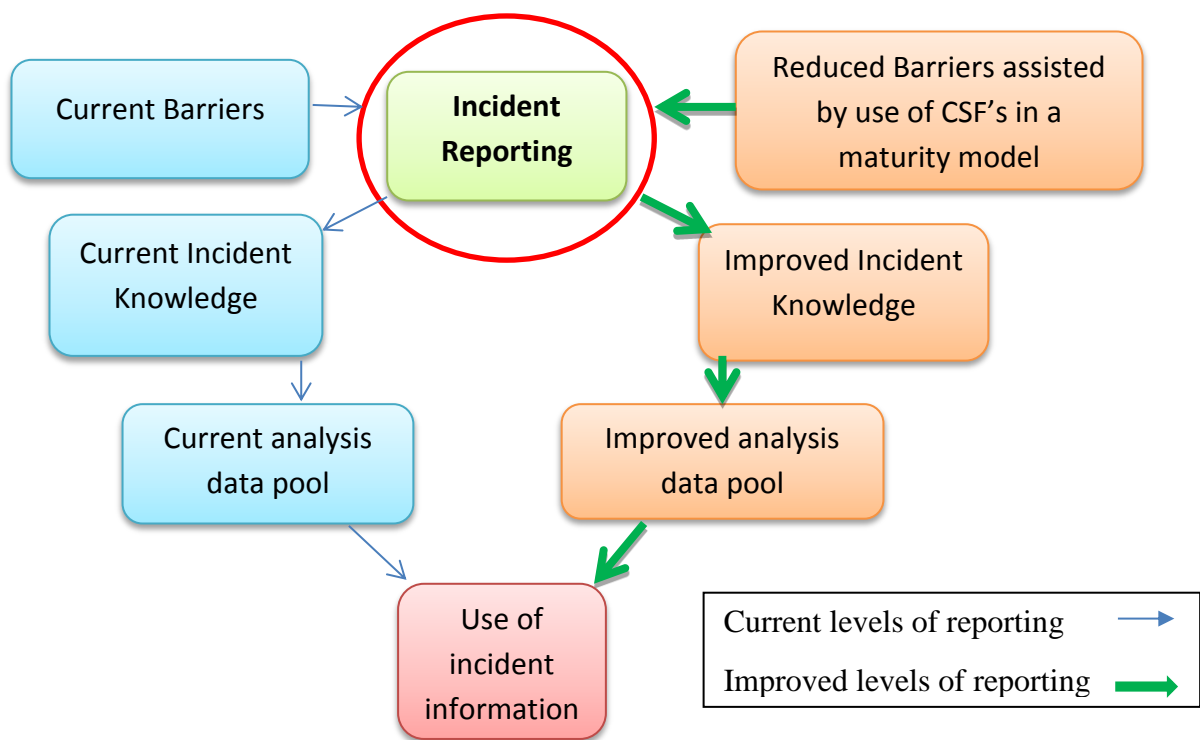 Current Barriers
Incident
Reporting
Reduced Barriers assisted
by use of CSF’s in a
maturity model
Current Incident
Knowledge
Improved Incident
Knowledge
Current analysis
data pool
Improved analysis
data pool
Use of
incident
information
Current levels of reporting
Improved levels of reporting